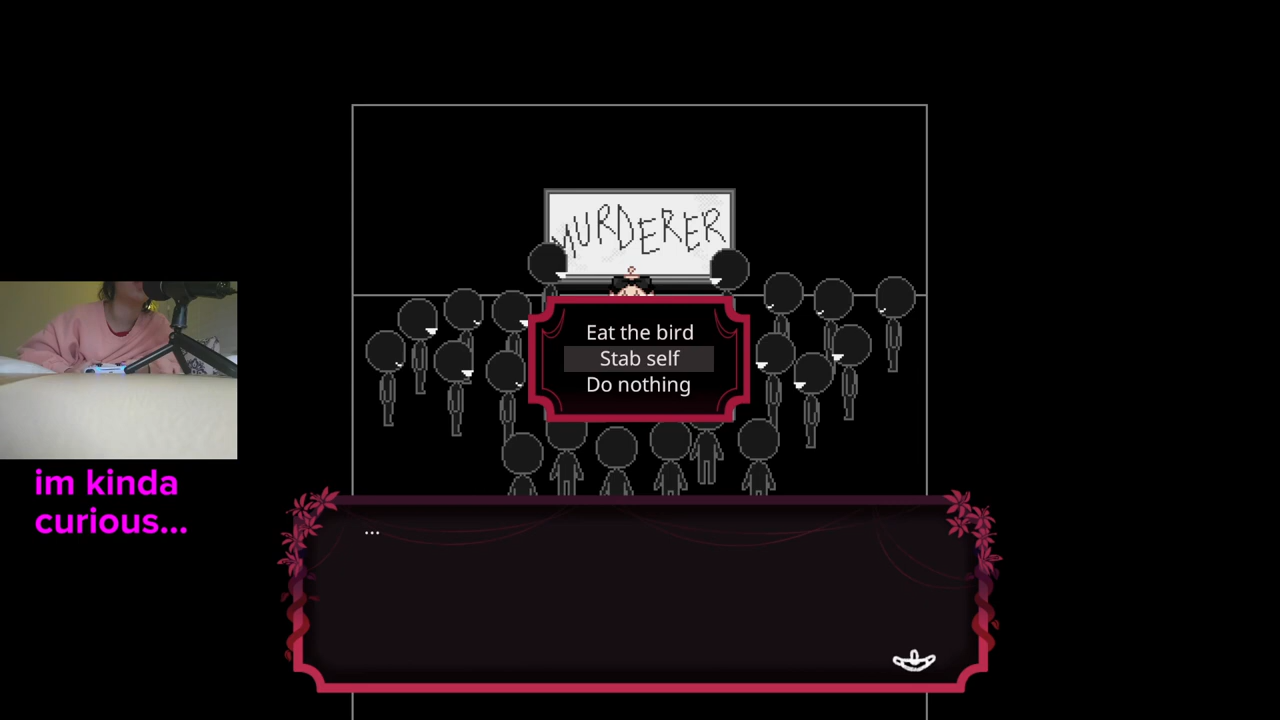 MURDERER
Eat the bird
Stab self
Do nothing
im kinda
curious...
...